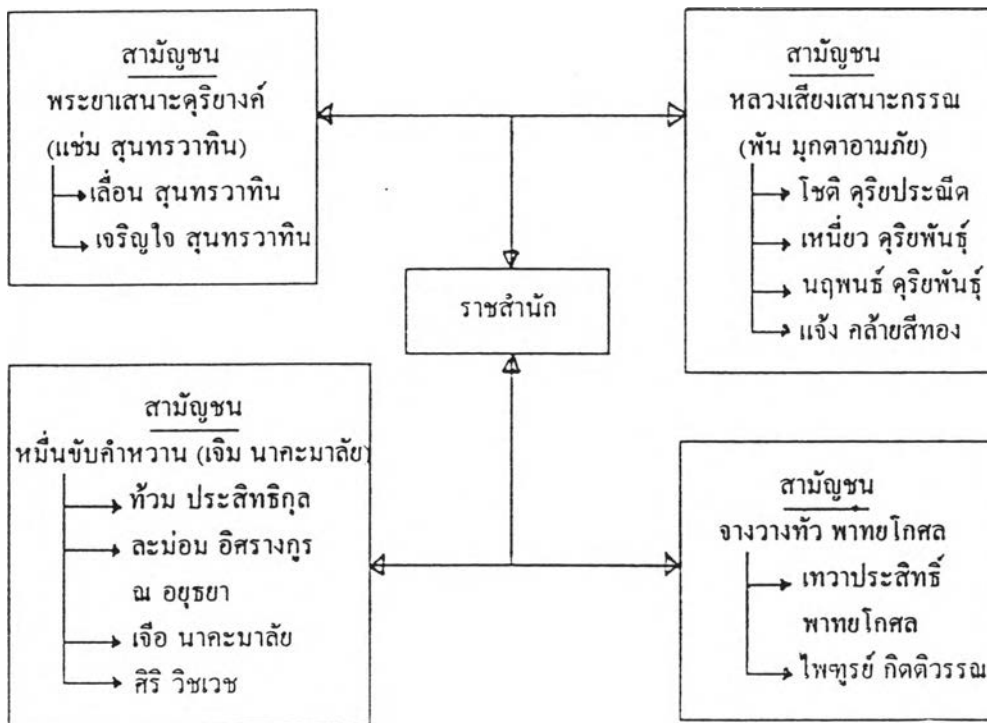 สามัญชน
พระยาเสนาะดุริยางค์
(แช่ม สุนทรวาทิน)
เลื่อน สุนทรวาทิน
เจริญใจ สุนทรวาทิน
สามัญชน
หลวงเสียงเสนาะกรรณ
(พัน มุกตาอามภัย)
โชติ ดุริยประณีต
เหนี่ยว ดุริยพันธุ์
นฤพนธ์ ดุริยพันธุ์
แจ้ง คล้ายสีทอง
ราชสำนัก
สามัญชน
หมื่นขับคำหวาน (เจิม นาคะมาลัย)
ท้วม ประสิทธิกุล
ละม่อม อิศรางกูร
ณ อยุธยา
เจือ นาคะมาลัย
ศิริ วิชเวช
สามัญชน
จางวางทั่ว พาทยโกศล
เทวาประสิทธิ์
พาทยโกศล
ไพฑูรย์ กิตติวรรณ